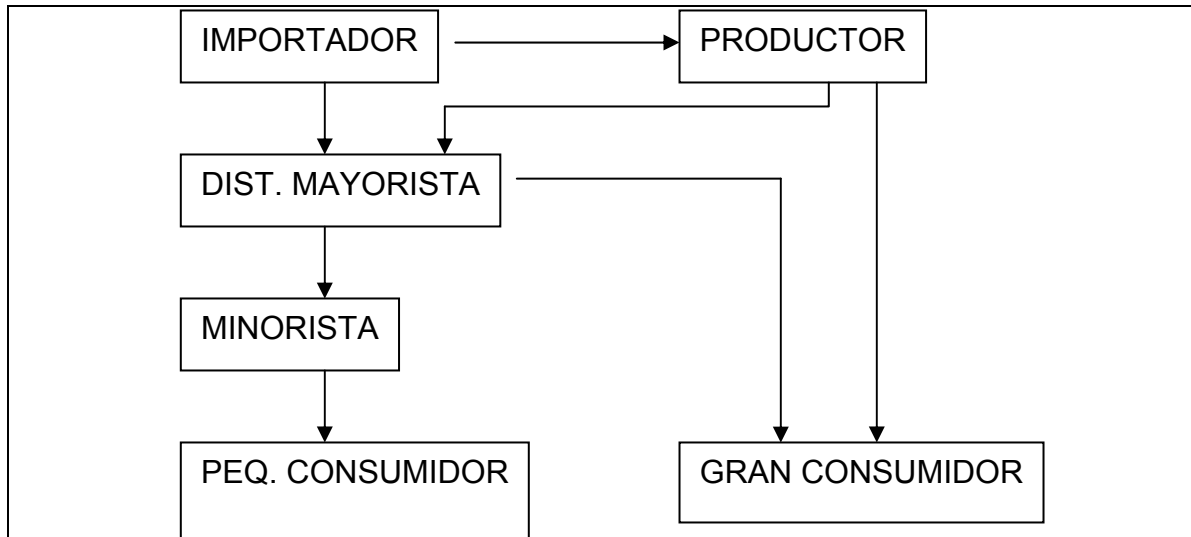 IMPORTADOR
PRODUCTOR
DIST. MAYORISTA
MINORISTA
PEQ. CONSUMIDOR
GRAN CONSUMIDOR